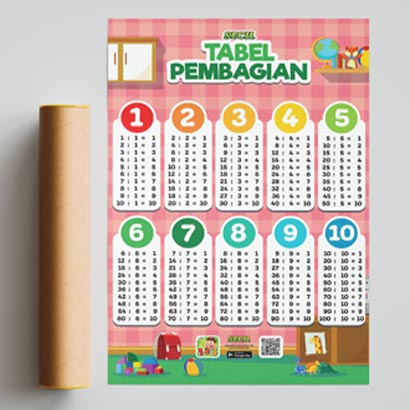 SECIL
TABEL
PEMBAGIAN
1
1 : 1 = 1
2 : 1 = 2
3 : 1 = 3
4 : 1 = 4
5 : 1 = 5
6 : 1 = 6
7 : 1 = 7
8 : 1 = 8
9 : 1 = 9
10 : 1 = 10
2
2 : 2 = 1
4 : 2 = 2
6 : 2 = 3
8 : 2 = 4
10 : 2 = 5
12 : 2 = 6
14 : 2 = 7
16 : 2 = 8
18 : 2 = 9
20 : 2 = 10
3
3 : 3 = 1
6 : 3 = 2
9 : 3 = 3
12 : 3 = 4
15 : 3 = 5
18 : 3 = 6
21 : 3 = 7
24 : 3 = 8
27 : 3 = 9
30 : 3 = 10
4
4 : 4 = 1
8 : 4 = 2
12 : 4 = 3
16 : 4 = 4
20 : 4 = 5
24 : 4 = 6
28 : 4 = 7
32 : 4 = 8
36 : 4 = 9
40 : 4 = 10
5
5 : 5 = 1
10 : 5 = 2
15 : 5 = 3
20 : 5 = 4
25 : 5 = 5
30 : 5 = 6
35 : 5 = 7
40 : 5 = 8
45 : 5 = 9
50 : 5 = 10
6
6 : 6 = 1
12 : 6 = 2
18 : 6 = 3
24 : 6 = 4
30 : 6 = 5
36 : 6 = 6
42 : 6 = 7
48 : 6 = 8
54 : 6 = 9
60 : 6 = 10
7
7 : 7 = 1
14 : 7 = 2
21 : 7 = 3
28 : 7 = 4
35 : 7 = 5
42 : 7 = 6
49 : 7 = 7
56 : 7 = 8
63 : 7 = 9
70 : 7 = 10
8
8 : 8 = 1
16 : 8 = 2
24 : 8 = 3
32 : 8 = 4
40 : 8 = 5
48 : 8 = 6
56 : 8 = 7
64 : 8 = 8
72 : 8 = 9
80 : 8 = 10
9
9 : 9 = 1
18 : 9 = 2
27 : 9 = 3
36 : 9 = 4
45 : 9 = 5
54 : 9 = 6
63 : 9 = 7
72 : 9 = 8
81 : 9 = 9
90 : 9 = 10
10
10 : 10 = 1
20 : 10 = 2
30 : 10 = 3
40 : 10 = 4
50 : 10 = 5
60 : 10 = 6
70 : 10 = 7
80 : 10 = 8
90 : 10 = 9
100 : 10 = 10
SECIL
Google Play